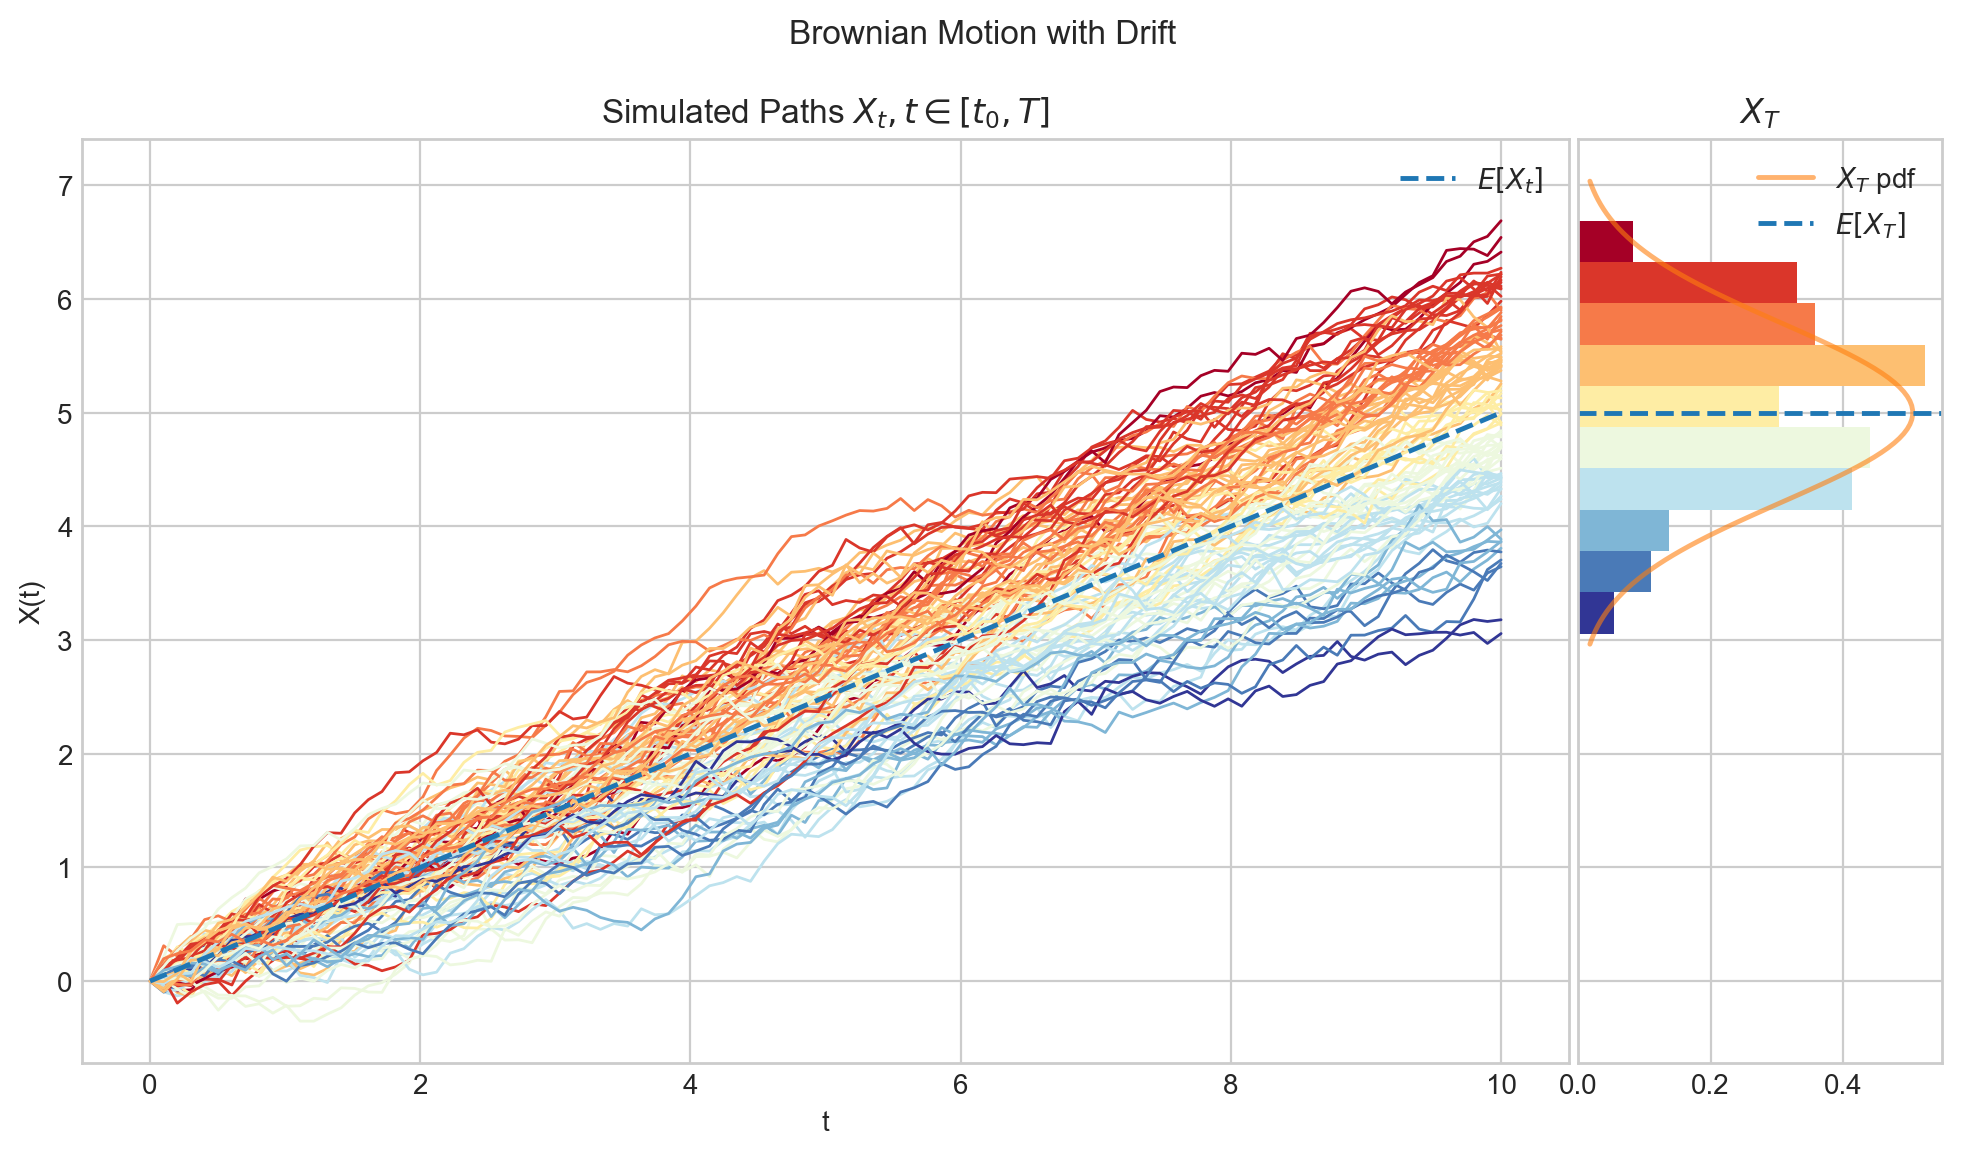 Brownian Motion with Drift
Simulated Paths $X_t, t \in [t_0, T]$
$X_T$
7
6
5
4
3
2
1
0
X(t)
$E[X_t]$
$X_T$ pdf
$E[X_T]$
0 2 4 6 8 10
0.0 0.2 0.4
t